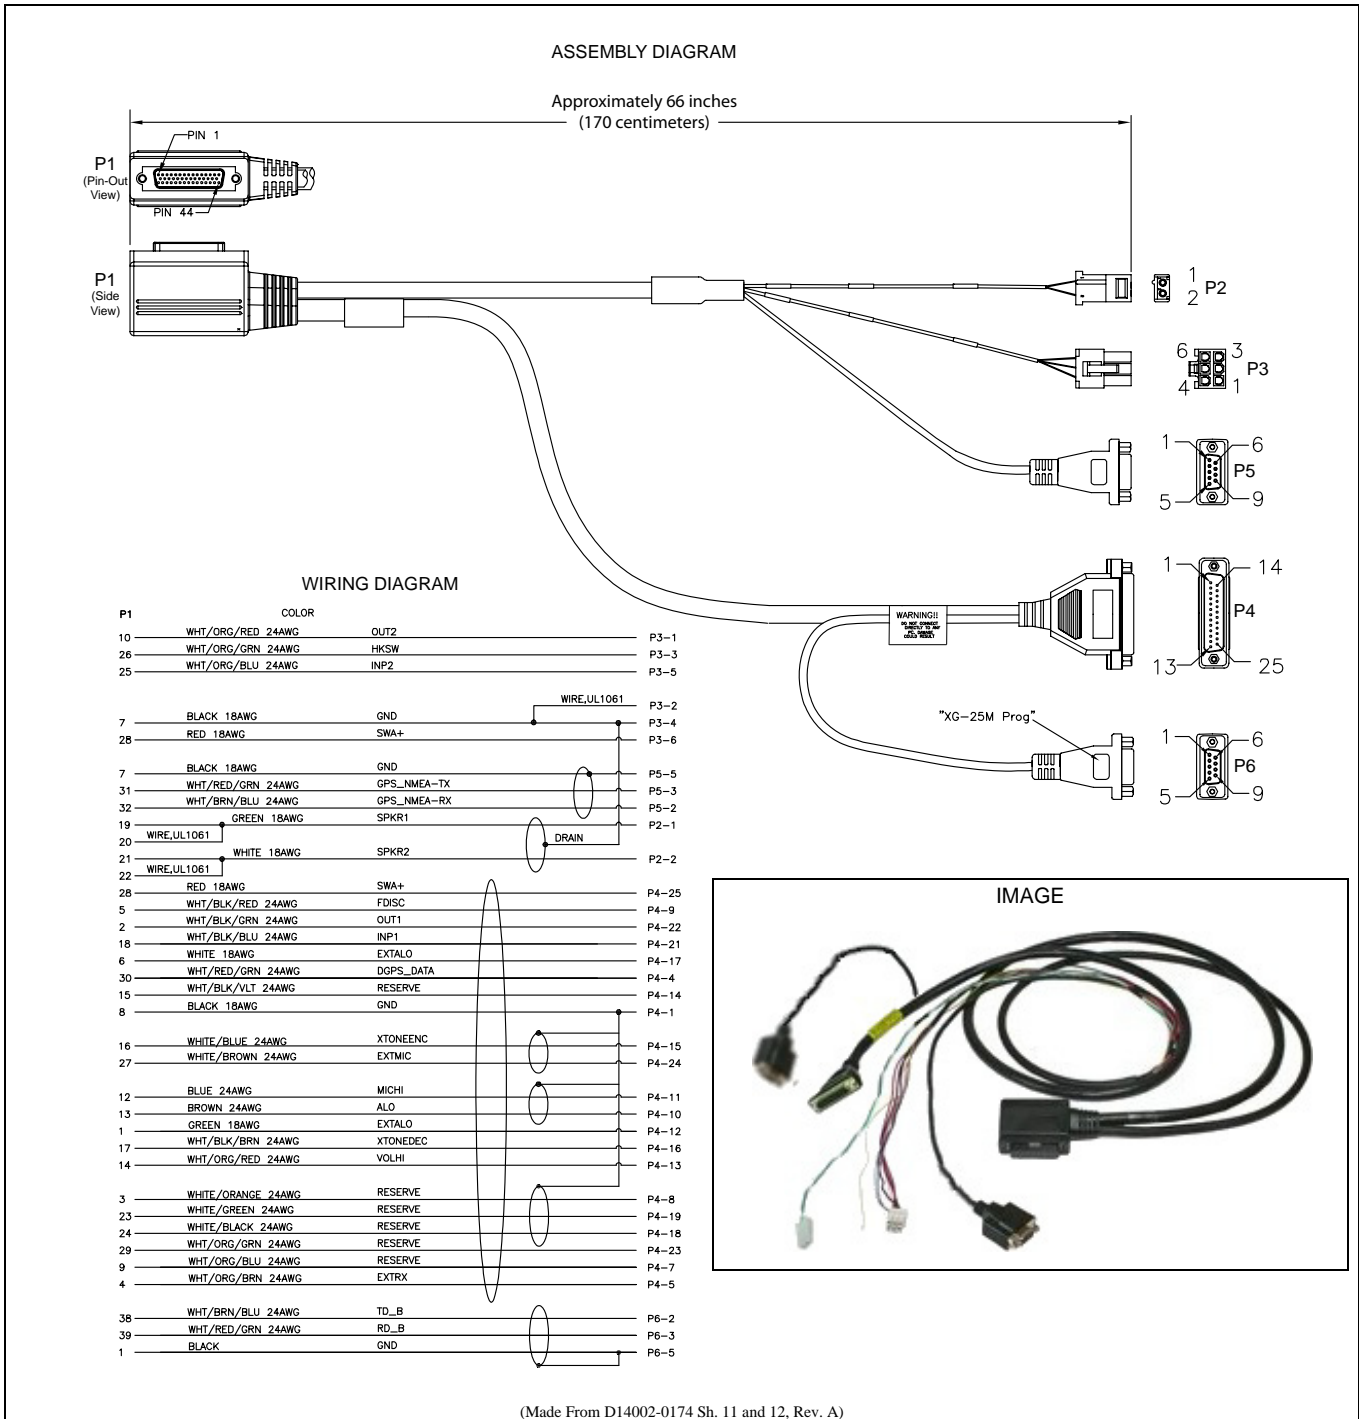 ASSEMBLY DIAGRAM
Approximately 66 inches
(170 centimeters)
PIN 1
P1
(Pin-Out
View)
PIN 44
P1
(Side
View)
1
2
P2
6
3
P3
4
1
1
6
P5
5
9
WARNING!!
DO NOT CONNECT
DIRECTLY TO ANY
PC. DAMAGE
COULD RESULT
1
14
P4
13
25
"XG-25M Prog"
1
6
P6
5
9
WIRING DIAGRAM
P1 COLOR
10 WHT/ORG/RED 24AWG OUT2 P3-1
26 WHT/ORG/GRN 24AWG HKSW P3-3
25 WHT/ORG/BLU 24AWG INP2 P3-5
WIRE,UL1061 P3-2
7 BLACK 18AWG GND P3-4
28 RED 18AWG SWA+ P3-6
7 BLACK 18AWG GND P5-5
31 WHT/RED/GRN 24AWG GPS_NMEA-TX P5-3
32 WHT/BRN/BLU 24AWG GPS_NMEA-RX P5-2
19 GREEN 18AWG SPKR1 P2-1
20 WIRE,UL1061 DRAIN
21 WHITE 18AWG SPKR2 P2-2
22 WIRE,UL1061
28 RED 18AWG SWA+ P4-25
5 WHT/BLK/RED 24AWG FDISC P4-9
2 WHT/BLK/GRN 24AWG OUT1 P4-22
18 WHT/BLK/BLU 24AWG INP1 P4-21
6 WHITE 18AWG EXTALO P4-17
30 WHT/RED/GRN 24AWG DGPS_DATA P4-4
15 WHT/BLK/VLT 24AWG RESERVE P4-14
8 BLACK 18AWG GND P4-1
16 WHITE/BLUE 24AWG XTONEENC P4-15
27 WHITE/BROWN 24AWG EXTMIC P4-24
12 BLUE 24AWG MICHI P4-11
13 BROWN 24AWG ALO P4-10
1 GREEN 18AWG EXTALO P4-12
17 WHT/BLK/BRN 24AWG XTONEDEC P4-16
14 WHT/ORG/RED 24AWG VOLHI P4-13
3 WHITE/ORANGE 24AWG RESERVE P4-8
23 WHITE/GREEN 24AWG RESERVE P4-19
24 WHITE/BLACK 24AWG RESERVE P4-18
29 WHT/ORG/GRN 24AWG RESERVE P4-23
9 WHT/ORG/BLU 24AWG RESERVE P4-7
4 WHT/ORG/BRN 24AWG EXTRX P4-5
38 WHT/BRN/BLU 24AWG TD_B P6-2
39 WHT/RED/GRN 24AWG RD_B P6-3
1 BLACK GND P6-5
IMAGE
(Made From D14002-0174 Sh. 11 and 12, Rev. A)